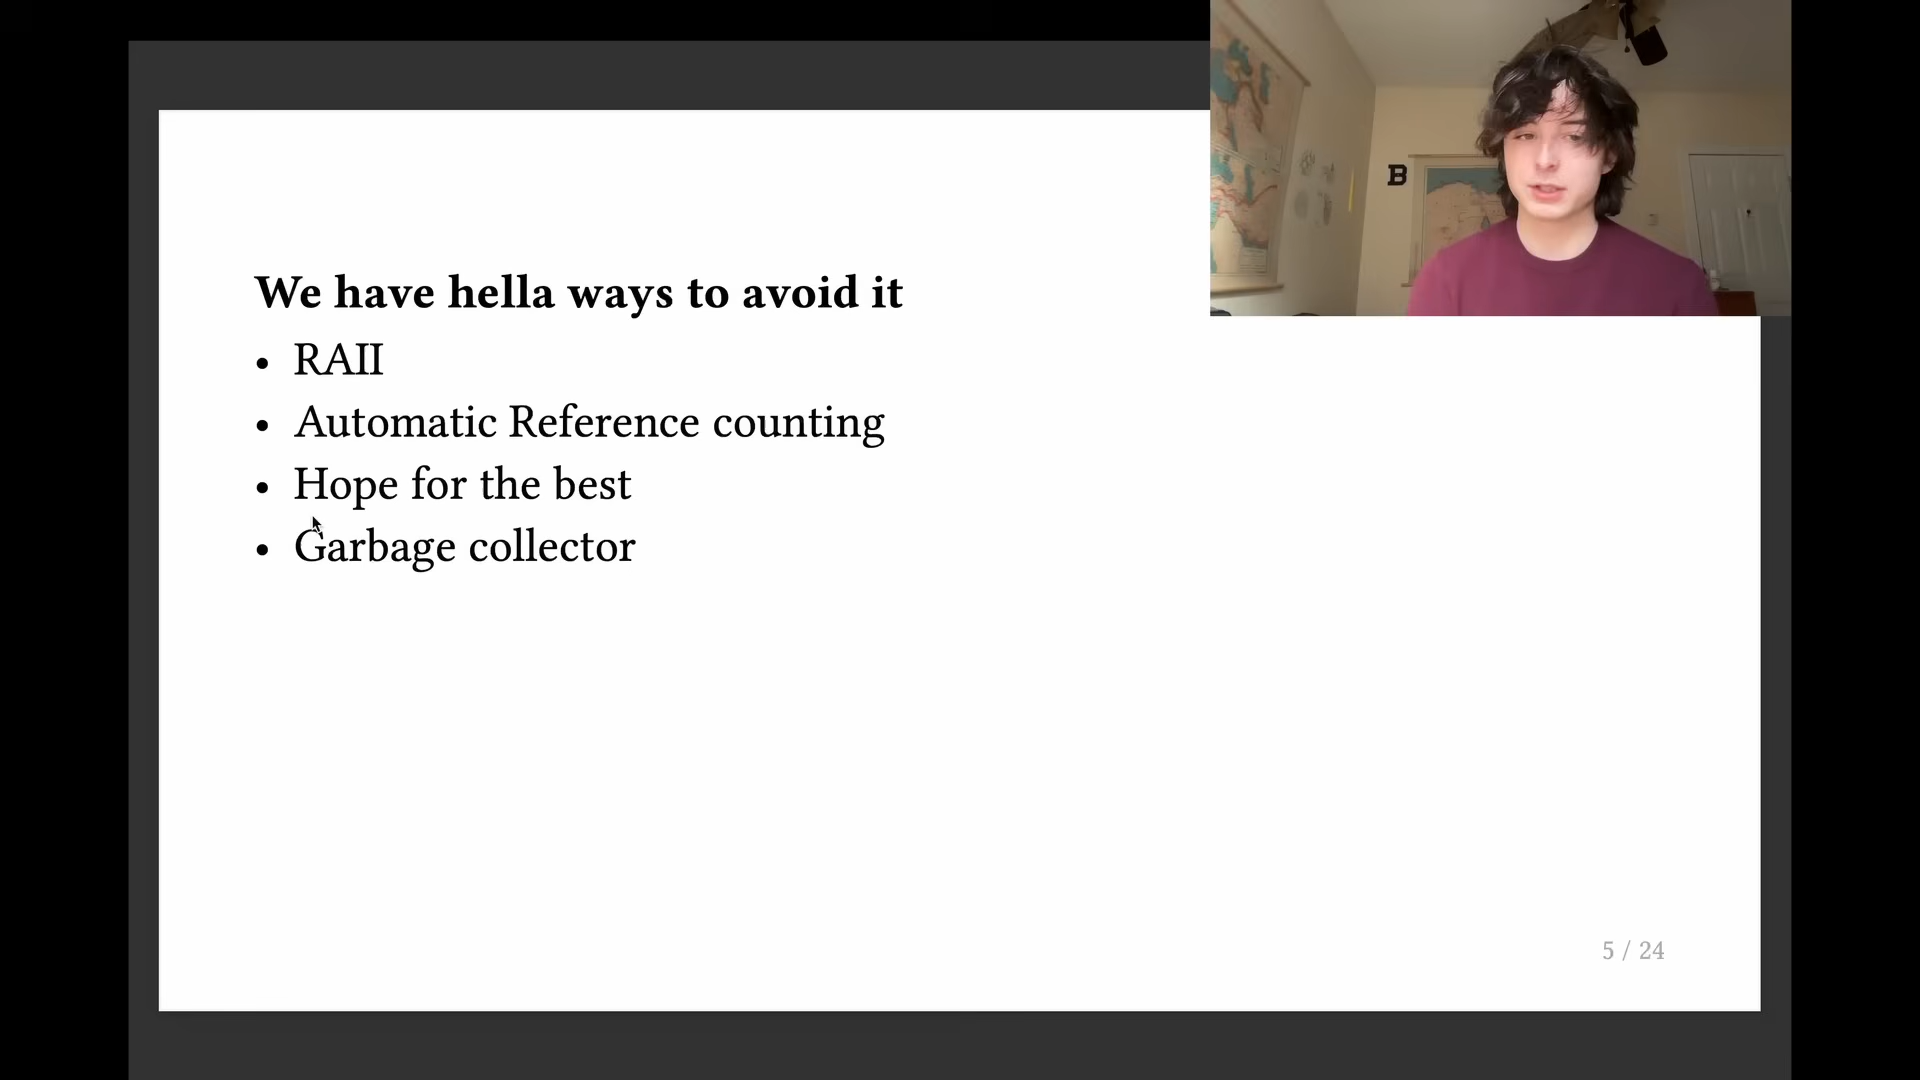 We have hella ways to avoid it
• RAII
• Automatic Reference counting
• Hope for the best
• Garbage collector
B
5 / 24